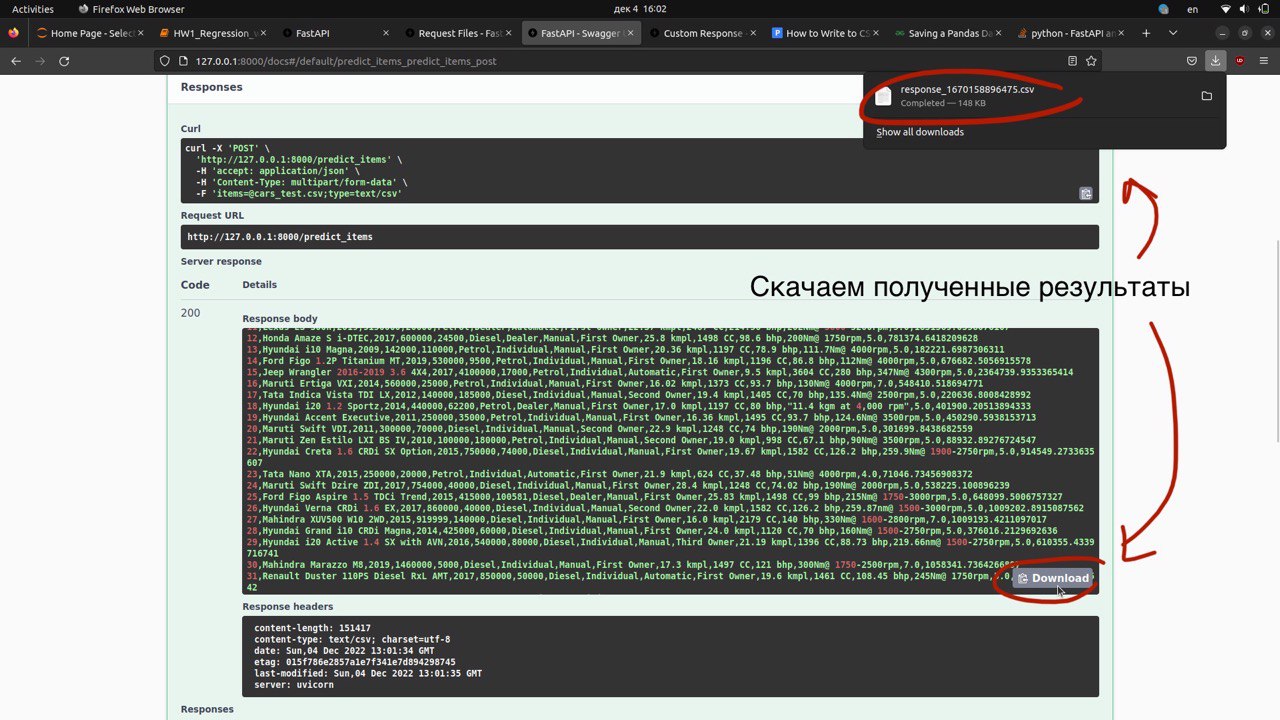 Activities Firefox Web Browser дек 4 16:02 en
Home Page - Select HW1_Regression_w FastAPI Request Files - Fast FastAPI - Swagger U Custom Response - How to Write to CS Saving a Pandas Da python - FastAPI an
127.0.0.1:8000/docs#/default/predict_items_predict_items_post
Responses
response_1670158896475.csv
Completed — 148 KB
Show all downloads
Curl
curl -X 'POST' \
'http://127.0.0.1:8000/predict_items' \
-H 'accept: application/json' \
-H 'Content-Type: multipart/form-data' \
-F 'items=@cars_test.csv;type=text/csv'
Request URL
http://127.0.0.1:8000/predict_items
Server response
Скачаем полученные результаты
Code Details
200
Response body
12,Honda Amaze S i-DTEC,2017,600000,24500,Diesel,Dealer,Manual,First Owner,25.8 kmpl,1498 CC,98.6 bhp,200Nm@ 1750rpm,5.0,781374.6418209628
13,Hyundai i10 Magna,2009,142000,110000,Petrol,Individual,Manual,First Owner,20.36 kmpl,1197 CC,78.9 bhp,111.7Nm@ 4000rpm,5.0,182221.6987306311
14,Ford Figo 1.2P Titanium MT,2019,530000,9500,Petrol,Individual,Manual,First Owner,18.16 kmpl,1196 CC,86.8 bhp,112Nm@ 4000rpm,5.0,676682.5056915578
15,Jeep Wrangler 2016-2019 3.6 4X4,2017,4100000,17000,Petrol,Individual,Automatic,First Owner,9.5 kmpl,3604 CC,280 bhp,347Nm@ 4300rpm,5.0,2364739.9353365414
16,Maruti Ertiga VXI,2014,560000,25000,Petrol,Individual,Manual,First Owner,16.02 kmpl,1373 CC,93.7 bhp,130Nm@ 4000rpm,7.0,548410.518694771
17,Tata Indica Vista TDI LX,2012,140000,185000,Diesel,Individual,Manual,Second Owner,19.4 kmpl,1405 CC,70 bhp,135.4Nm@ 2500rpm,5.0,220636.8008428992
18,Hyundai i20 1.2 Sportz,2014,440000,62200,Petrol,Dealer,Manual,First Owner,17.0 kmpl,1197 CC,80 bhp,"11.4 kgm at 4,000 rpm",5.0,401900.20513894333
19,Hyundai Accent Executive,2011,250000,35000,Petrol,Individual,Manual,First Owner,16.36 kmpl,1495 CC,93.7 bhp,124.6Nm@ 3500rpm,5.0,450290.5938153713
20,Maruti Swift VDI,2011,300000,70000,Diesel,Individual,Manual,Second Owner,22.9 kmpl,1248 CC,74 bhp,190Nm@ 2000rpm,5.0,301699.8438682559
21,Maruti Zen Estilo LXI BS IV,2010,100000,180000,Petrol,Individual,Manual,Second Owner,19.0 kmpl,998 CC,67.1 bhp,90Nm@ 3500rpm,5.0,88932.89276724547
22,Hyundai Creta 1.6 CRDi SX Option,2015,750000,74000,Diesel,Individual,Manual,First Owner,19.67 kmpl,1582 CC,126.2 bhp,259.9Nm@ 1900-2750rpm,5.0,914549.2733635
607
23,Tata Nano XTA,2015,250000,20000,Petrol,Individual,Automatic,First Owner,21.9 kmpl,624 CC,37.48 bhp,51Nm@ 4000rpm,4.0,71046.73456908372
24,Maruti Swift Dzire ZDI,2017,754000,40000,Diesel,Individual,Manual,First Owner,28.4 kmpl,1248 CC,74.02 bhp,190Nm@ 2000rpm,5.0,538225.100896239
25,Ford Figo Aspire 1.5 TDCi Trend,2015,415000,100581,Diesel,Dealer,Manual,First Owner,25.83 kmpl,1498 CC,99 bhp,215Nm@ 1750-3000rpm,5.0,648099.5006757327
26,Hyundai Verna CRDi 1.6 EX,2017,860000,40000,Diesel,Individual,Manual,Second Owner,22.0 kmpl,1582 CC,126.2 bhp,259.87nm@ 1500-3000rpm,5.0,1009202.8915087562
27,Mahindra XUV500 W10 2WD,2015,919999,140000,Diesel,Individual,Manual,First Owner,16.0 kmpl,2179 CC,140 bhp,330Nm@ 1600-2800rpm,7.0,1009193.4211097017
28,Hyundai Grand i10 CRDi Magna,2014,425000,60000,Diesel,Individual,Manual,First Owner,24.0 kmpl,1120 CC,70 bhp,160Nm@ 1500-2750rpm,5.0,376016.2129692636
29,Hyundai i20 Active 1.4 SX with AVN,2016,540000,80000,Diesel,Individual,Manual,Third Owner,21.19 kmpl,1396 CC,88.73 bhp,219.66nm@ 1500-2750rpm,5.0,610355.4339
716741
30,Mahindra Marazzo M8,2019,1460000,5000,Diesel,Individual,Manual,First Owner,17.3 kmpl,1497 CC,121 bhp,300Nm@ 1750-2500rpm,7.0,1058341.7364266
31,Renault Duster 110PS Diesel RxL AMT,2017,850000,50000,Diesel,Individual,Automatic,First Owner,19.6 kmpl,1461 CC,108.45 bhp,245Nm@ 1750rpm,5.0,
42
Download
Response headers
content-length: 151417
content-type: text/csv; charset=utf-8
date: Sun,04 Dec 2022 13:01:34 GMT
etag: 015f786e2857a1e7f341e7d894298745
last-modified: Sun,04 Dec 2022 13:01:35 GMT
server: uvicorn
Responses